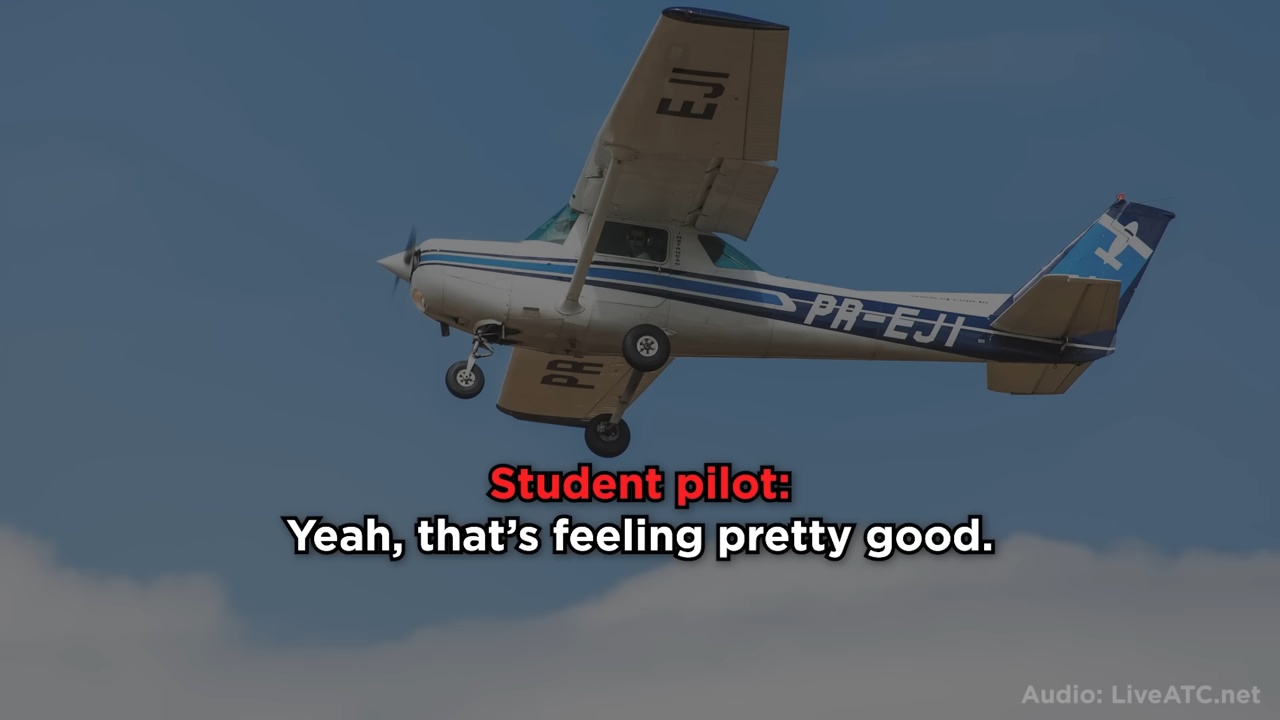 EJI
PR-EJI
PR
Student pilot:
Yeah, that’s feeling pretty good.
Audio: LiveATC.net